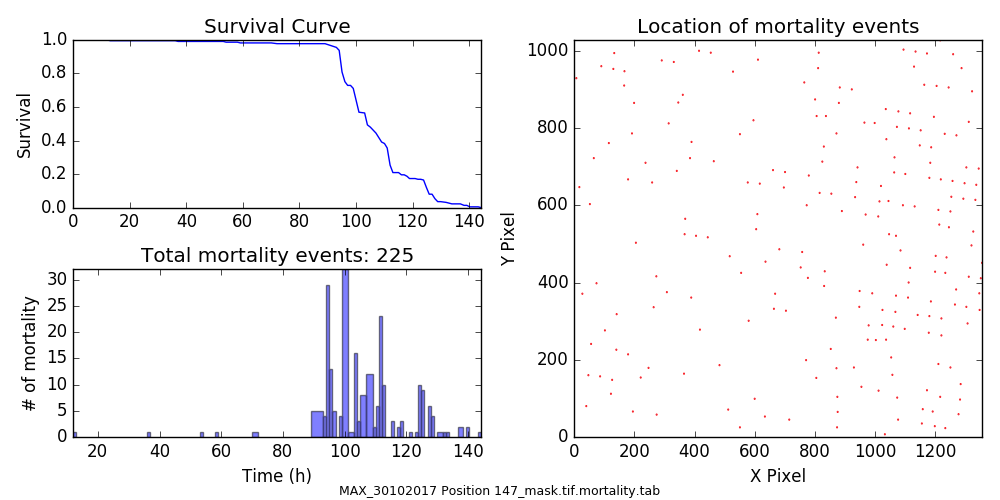 Survival Curve
Survival
1.0
0.8
0.6
0.4
0.2
0.0
0 20 40 60 80 100 120 140
Total mortality events: 225
# of mortality
30
25
20
15
10
5
0
20 40 60 80 100 120 140
Time (h)
Location of mortality events
Y Pixel
1000
800
600
400
200
0
0 200 400 600 800 1000 1200
X Pixel
MAX_30102017 Position 147_mask.tif.mortality.tab